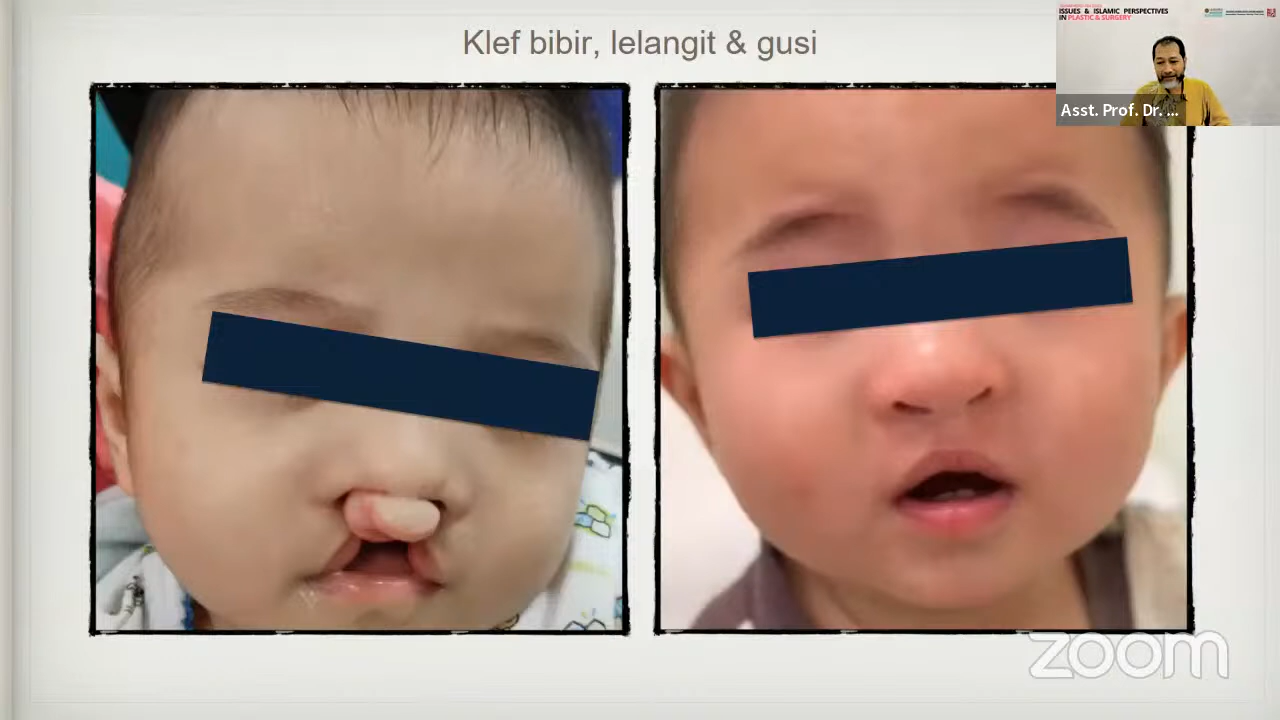 Klef bibir, lelangit & gusi
ISSUES & ISLAMIC PERSPECTIVES
IN PLASTIC & SURGERY
Asst. Prof. Dr. ...
zoom